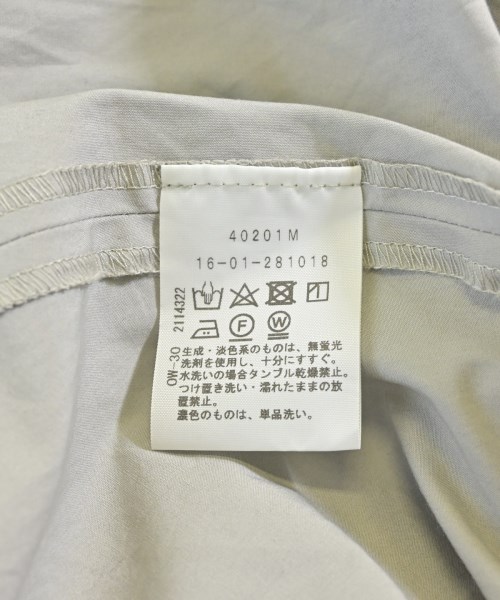 40201M
16-01-281018
F W
OW-30 2114322
生成・淡色系のものは、無蛍光
洗剤を使用し、十分にすすぐ。
水洗いの場合タンブル乾燥禁止。
つけ置き洗い・濡れたままの放
置禁止。
濃色のものは、単品洗い。